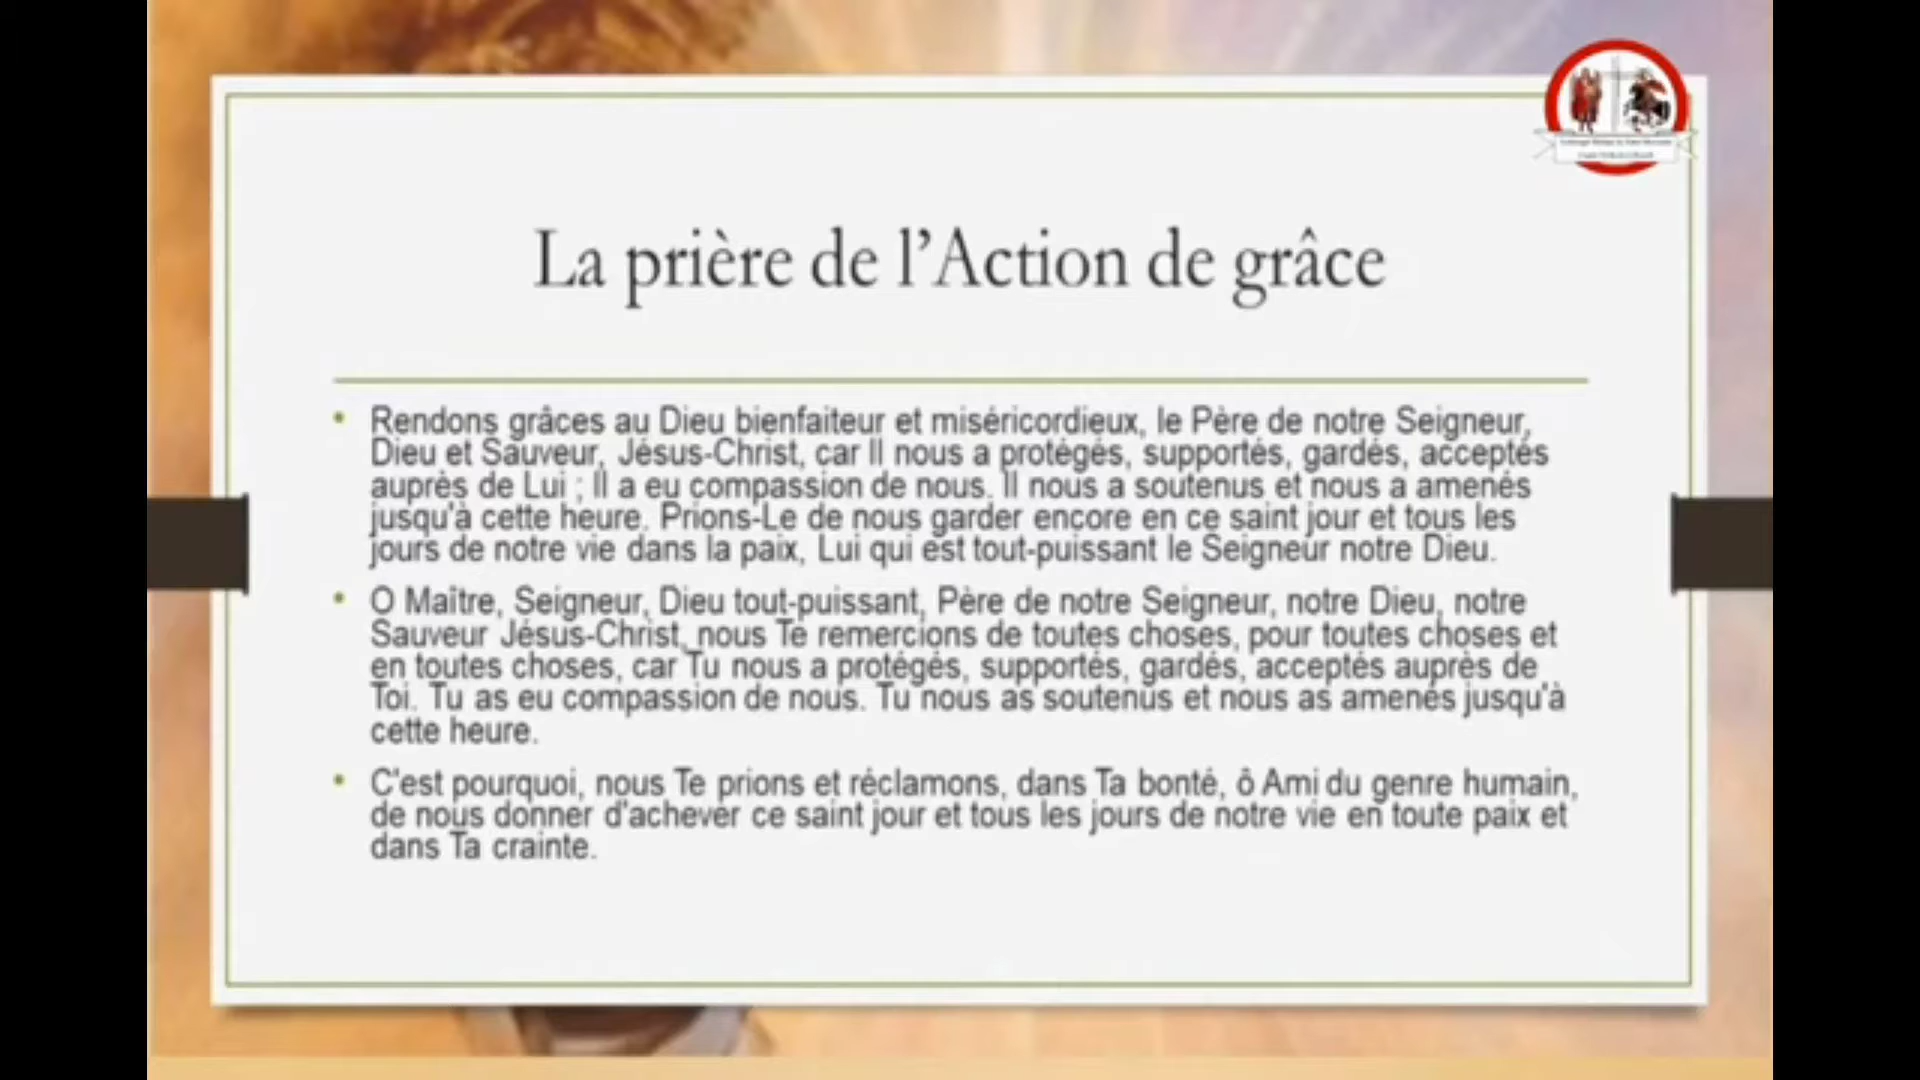 La prière de l'Action de grâce
• Rendons grâces au Dieu bienfaiteur et miséricordieux, le Père de notre Seigneur,
Dieu et Sauveur, Jésus-Christ, car Il nous a protégés, supportés, gardés, acceptés
auprès de Lui ; Il a eu compassion de nous. Il nous a soutenus et nous a amenés
jusqu'à cette heure. Prions-Le de nous garder encore en ce saint jour et tous les
jours de notre vie dans la paix, Lui qui est tout-puissant le Seigneur notre Dieu.
• O Maître, Seigneur, Dieu tout-puissant, Père de notre Seigneur, notre Dieu, notre
Sauveur Jésus-Christ, nous Te remercions de toutes choses, pour toutes choses et
en toutes choses, car Tu nous a protégés, supportés, gardés, acceptés auprès de
Toi. Tu as eu compassion de nous. Tu nous as soutenus et nous as amenés jusqu'à
cette heure.
• C'est pourquoi, nous Te prions et réclamons, dans Ta bonté, ô Ami du genre humain,
de nous donner d'achever ce saint jour et tous les jours de notre vie en toute paix et
dans Ta crainte.